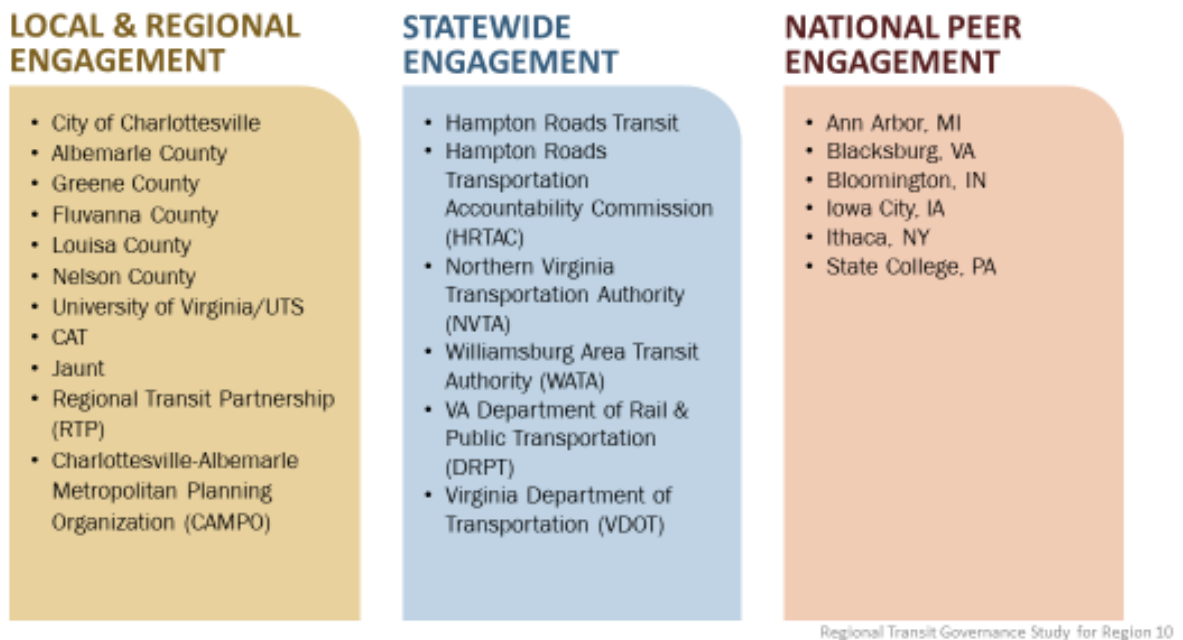 LOCAL & REGIONAL
ENGAGEMENT
• City of Charlottesville
• Albemarle County
• Greene County
• Fluvanna County
• Louisa County
• Nelson County
• University of Virginia/UTS
• CAT
• Jaunt
• Regional Transit Partnership
(RTP)
• Charlottesville-Albemarle
Metropolitan Planning
Organization (CAMPO)
STATEWIDE
ENGAGEMENT
• Hampton Roads Transit
• Hampton Roads
Transportation
Accountability Commission
(HRTAC)
• Northern Virginia
Transportation Authority
(NVTA)
• Williamsburg Area Transit
Authority (WATA)
• VA Department of Rail &
Public Transportation
(DRPT)
• Virginia Department of
Transportation (VDOT)
NATIONAL PEER
ENGAGEMENT
• Ann Arbor, MI
• Blacksburg, VA
• Bloomington, IN
• Iowa City, IA
• Ithaca, NY
• State College, PA
Regional Transit Governance Study for Region 10